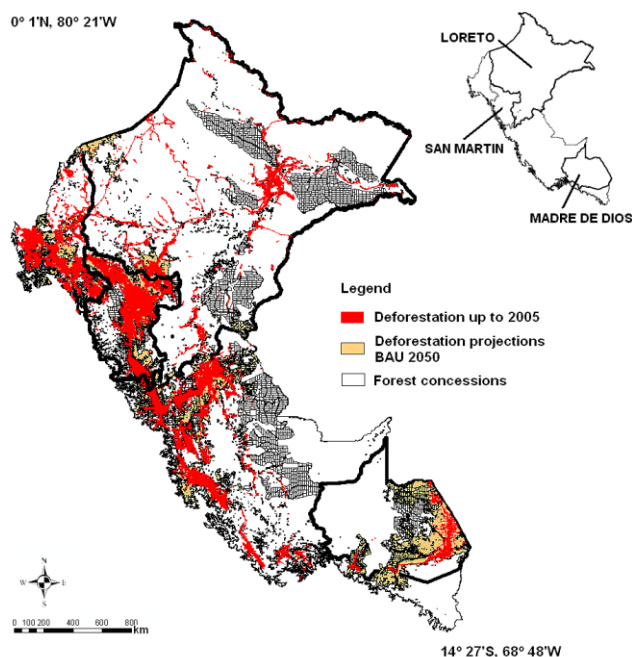 0° 1'N, 80° 21'W
LORETO
SAN MARTIN
MADRE DE DIOS
Legend
Deforestation up to 2005
Deforestation projections
BAU 2050
Forest concessions
N
W E
S
0 100 200 400 600 800
km
14° 27'S, 68° 48'W